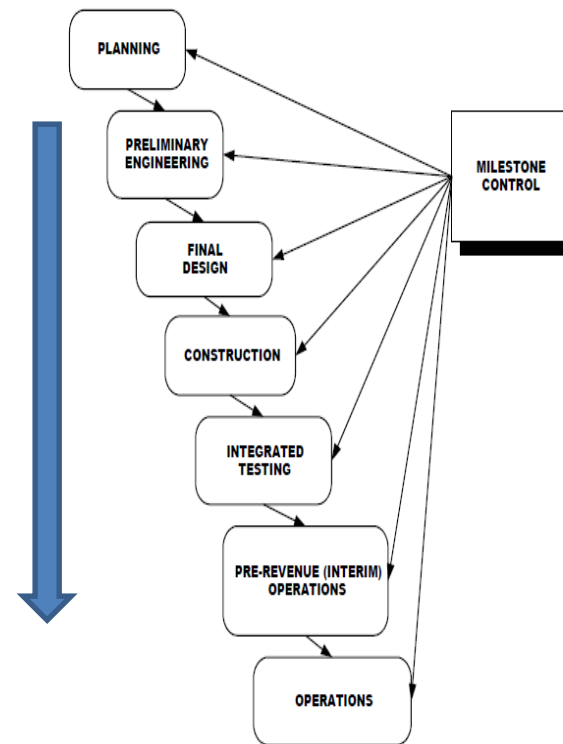 PLANNING
PRELIMINARY
ENGINEERING
MILESTONE
CONTROL
FINAL
DESIGN
CONSTRUCTION
INTEGRATED
TESTING
PRE-REVENUE (INTERIM)
OPERATIONS
OPERATIONS